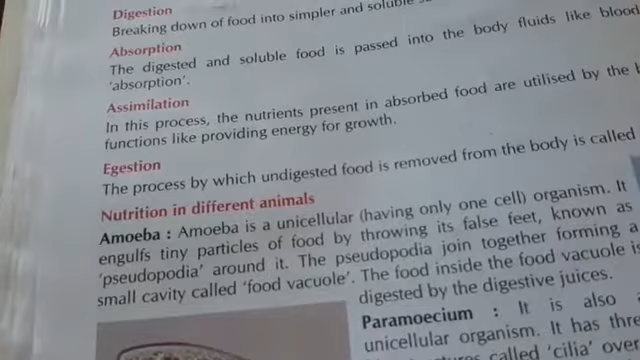 Digestion
Breaking down of food into simpler and soluble
Absorption
The digested and soluble food is passed into the body fluids like blood
'absorption'.
Assimilation
In this process, the nutrients present in absorbed food are utilised by the
functions like providing energy for growth.
Egestion
The process by which undigested food is removed from the body is called
Nutrition in different animals
Amoeba : Amoeba is a unicellular (having only one cell) organism. It
engulfs tiny particles of food by throwing its false feet, known as
'pseudopodia' around it. The pseudopodia join together forming a
small cavity called 'food vacuole'. The food inside the food vacuole is
digested by the digestive juices.
Paramoecium : It is also
unicellular organism. It has
called 'cilia' over